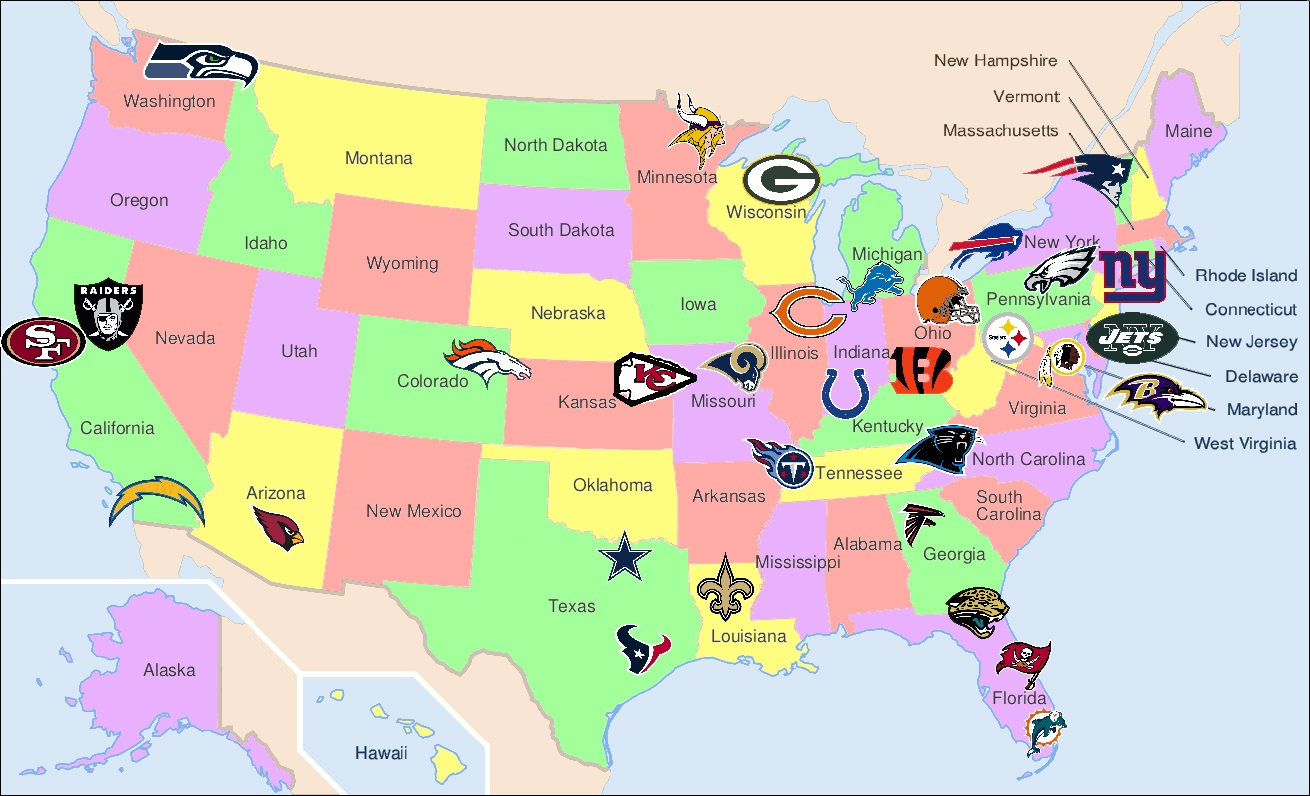 New Hampshire
Vermont
Massachusetts
Maine
Washington
Montana
North Dakota
Minnesota
G
Wisconsin
Oregon
Idaho
South Dakota
Wyoming
New York
Michigan
Rhode Island
RAIDERS
SF
Nevada
Nebraska
Iowa
Pennsylvania
ny
Connecticut
Utah
Colorado
C
Illinois
Indiana
Ohio
Steelers
NY
JETS
New Jersey
Kansas
KC
Missouri
Delaware
B
Virginia
Maryland
California
Kentucky
West Virginia
North Carolina
Arizona
New Mexico
Oklahoma
T
Tennessee
Arkansas
South
Carolina
Mississippi
Alabama
Georgia
Texas
Louisiana
Florida
Alaska
Hawaii